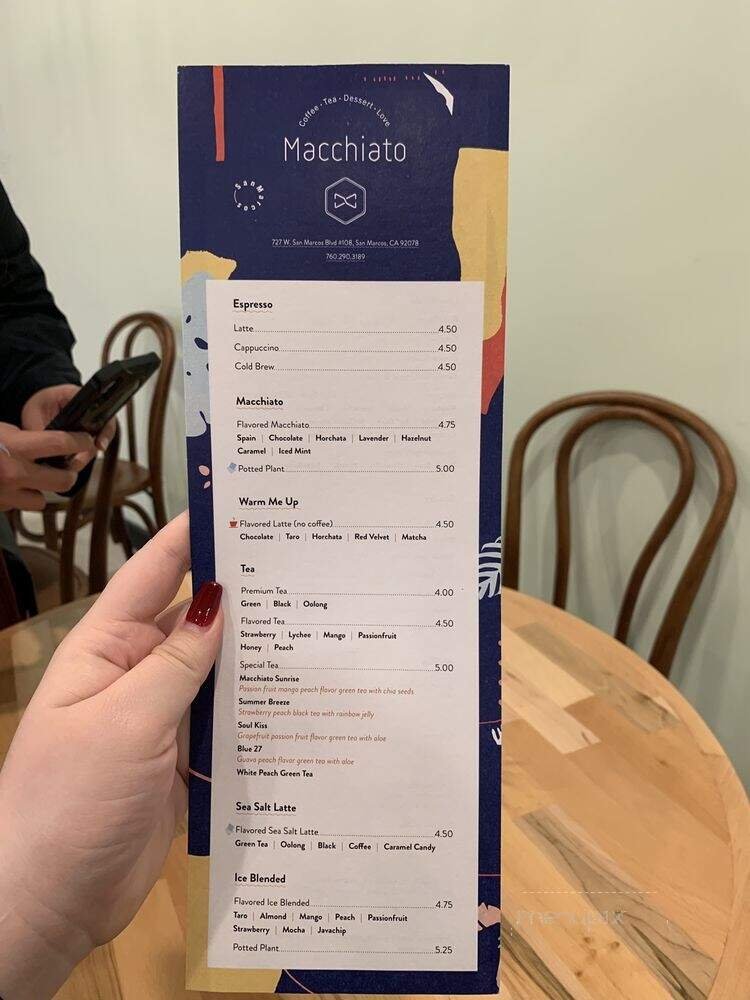 Coffee · Tea · Dessert · Love
Macchiato
San Marcos
727 W. San Marcos Blvd #108, San Marcos, CA 92078
760.290.3189
Espresso
Latte 4.50
Cappuccino 4.50
Cold Brew 4.50
Macchiato
Flavored Macchiato 4.75
Spain | Chocolate | Horchata | Lavender | Hazelnut
Caramel | Iced Mint
Potted Plant 5.00
Warm Me Up
Flavored Latte (no coffee) 4.50
Chocolate | Taro | Horchata | Red Velvet | Matcha
Tea
Premium Tea 4.00
Green | Black | Oolong
Flavored Tea 4.50
Strawberry | Lychee | Mango | Passionfruit
Honey | Peach
Special Tea 5.00
Macchiato Sunrise
Passion fruit mango peach flavor green tea with chia seeds
Summer Breeze
Strawberry peach black tea with rainbow jelly
Soul Kiss
Grapefruit passion fruit flavor green tea with aloe
Blue 27
Guava peach flavor green tea with aloe
White Peach Green Tea
Sea Salt Latte
Flavored Sea Salt Latte 4.50
Green Tea | Oolong | Black | Coffee | Caramel Candy
Ice Blended
Flavored Ice Blended 4.75
Taro | Almond | Mango | Peach | Passionfruit
Strawberry | Mocha | Javachip
Potted Plant 5.25
menupix